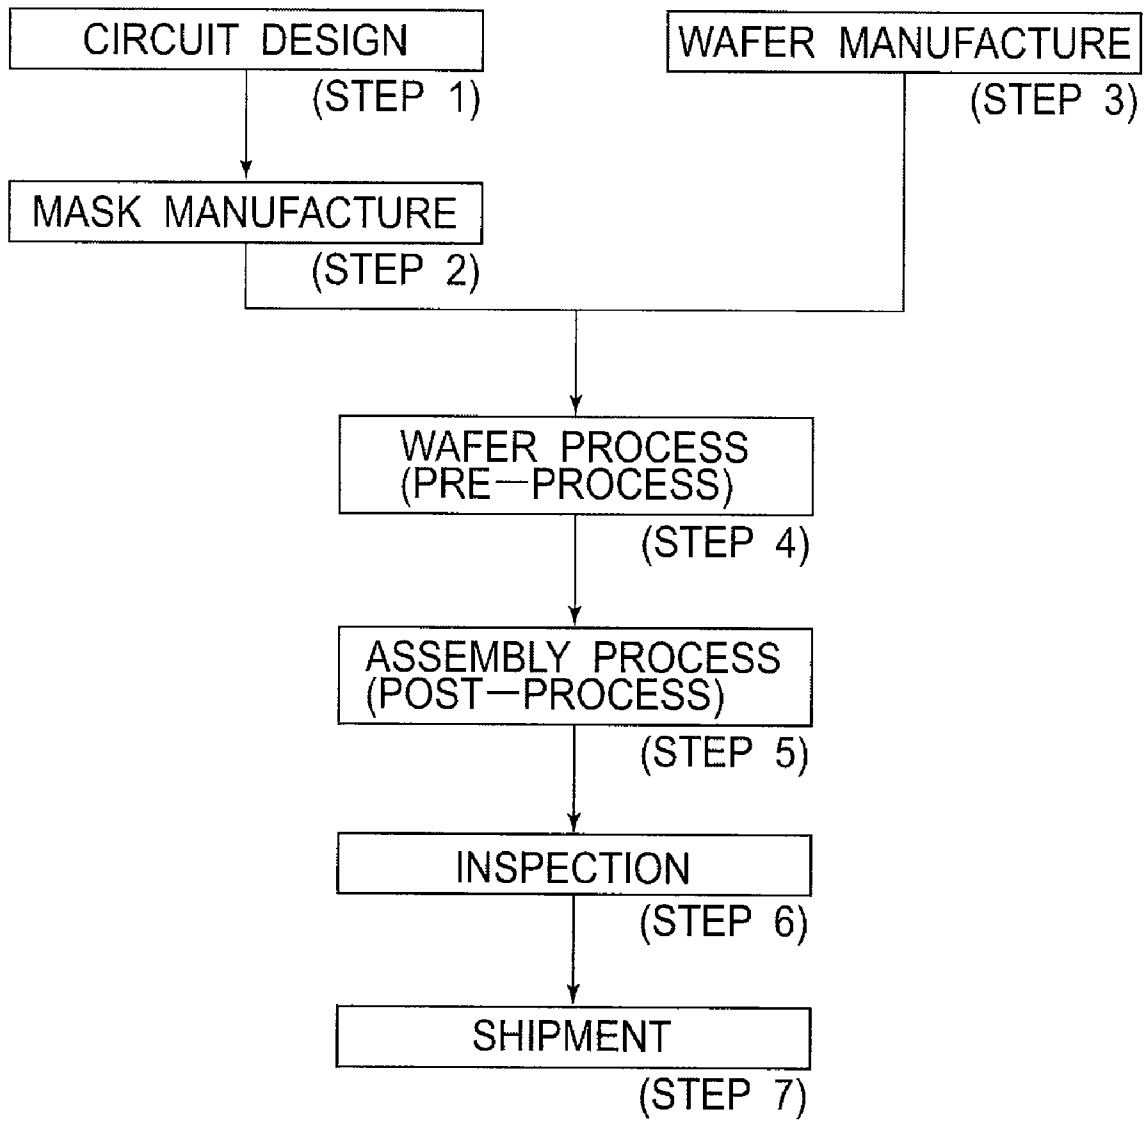 CIRCUIT DESIGN
(STEP 1)
WAFER MANUFACTURE
(STEP 3)
MASK MANUFACTURE
(STEP 2)
WAFER PROCESS
(PRE—PROCESS)
(STEP 4)
ASSEMBLY PROCESS
(POST—PROCESS)
(STEP 5)
INSPECTION
(STEP 6)
SHIPMENT
(STEP 7)